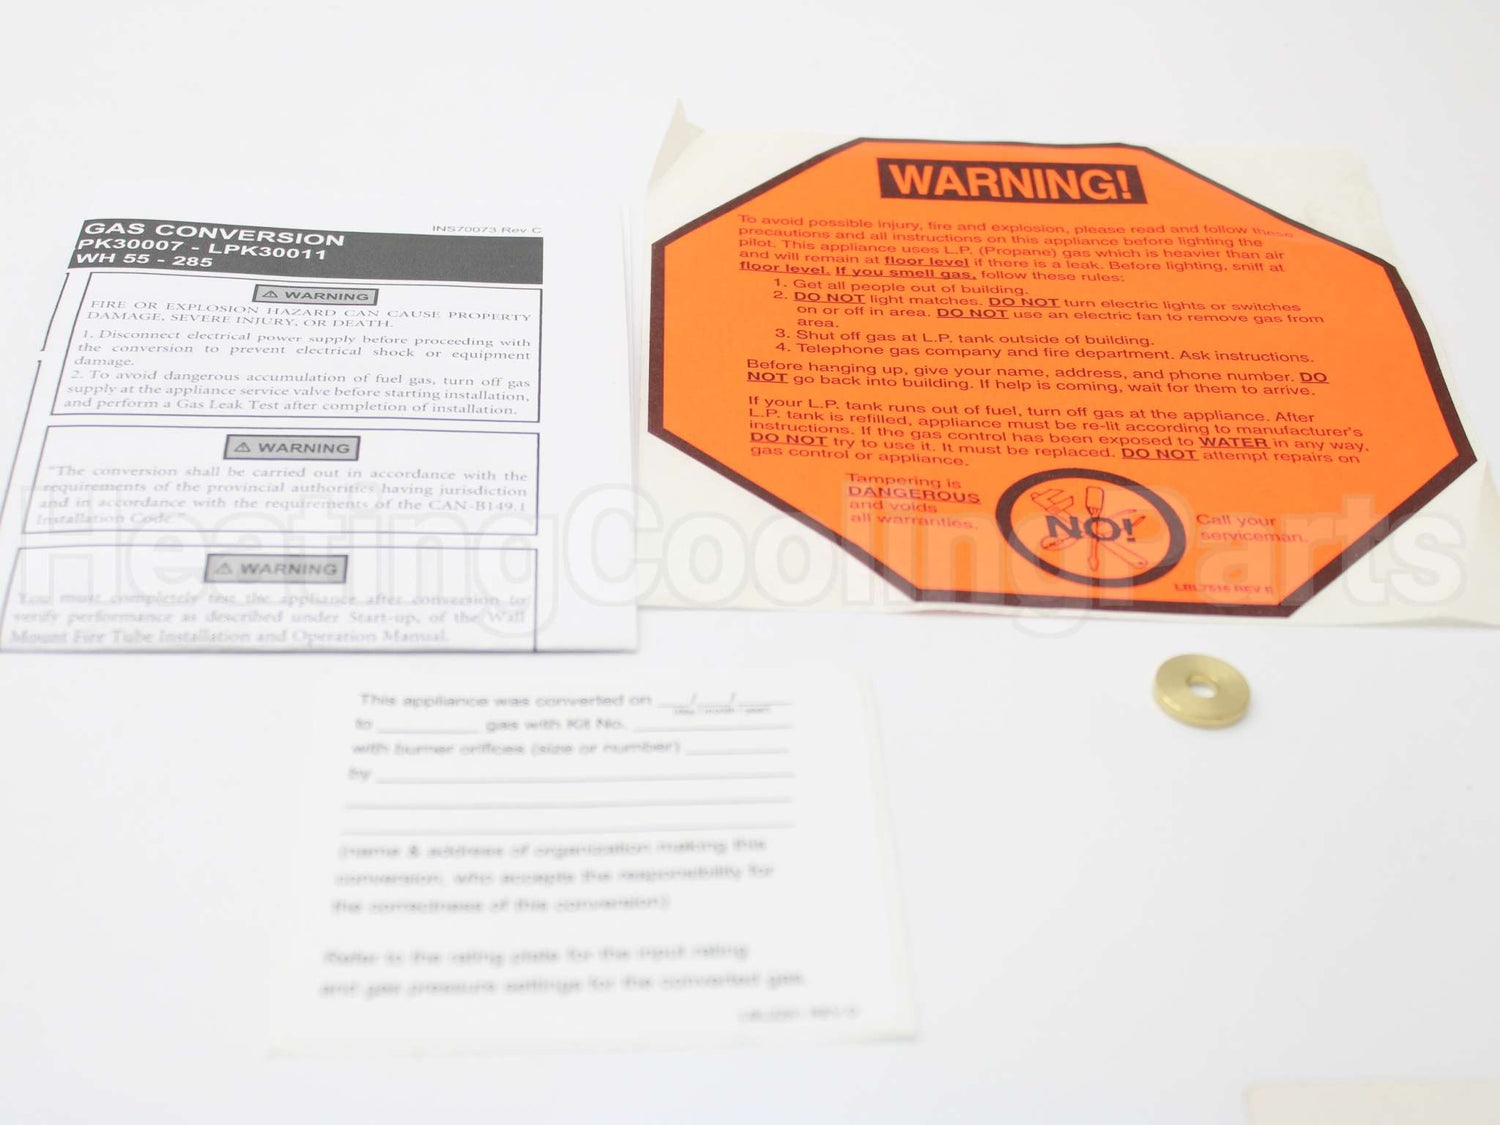 INS70073 Rev C
GAS CONVERSION
PK30007 - LPK30011
WH 55 - 285
WARNING
FIRE OR EXPLOSION HAZARD CAN CAUSE PROPERTY
DAMAGE, SEVERE INJURY, OR DEATH.
1. Disconnect electrical power supply before proceeding with
the conversion to prevent electrical shock or equipment
damage.
2. To avoid dangerous accumulation of fuel gas, turn off gas
supply at the appliance service valve before starting installation,
and perform a Gas Leak Test after completion of installation.
WARNING
"The conversion shall be carried out in accordance with the
requirements of the provincial authorities having jurisdiction
and in accordance with the requirements of the CAN-B149.1
Installation Code"
WARNING
You must completely test the appliance after conversion to
verify performance as described under Start-up, of the Wall
Mount Fire Tube Installation and Operation Manual.
WARNING!
To avoid possible injury, fire and explosion, please read and follow these
precautions and all instructions on this appliance before lighting the
pilot. This appliance uses L.P. (Propane) gas which is heavier than air
and will remain at floor level if there is a leak. Before lighting, sniff at
floor level. If you smell gas, follow these rules:
1. Get all people out of building.
2. DO NOT light matches. DO NOT turn electric lights or switches
on or off in area. DO NOT use an electric fan to remove gas from
area.
3. Shut off gas at L.P. tank outside of building.
4. Telephone gas company and fire department. Ask instructions.
Before hanging up, give your name, address, and phone number. DO
NOT go back into building. If help is coming, wait for them to arrive.
If your L.P. tank runs out of fuel, turn off gas at the appliance. After
L.P. tank is refilled, appliance must be re-lit according to manufacturer's
instructions. If the gas control has been exposed to WATER in any way,
DO NOT try to use it. It must be replaced. DO NOT attempt repairs on
gas control or appliance.
Tampering is
DANGEROUS
and voids
all warranties.
NO!
Call your
serviceman.
HeatingCoolingParts
This appliance was converted on ___/___/____
day / month / year
to ________ gas with Kit No. ____________
with burner orifices (size or number) ________
by ____________________
(name & address of organization making this
conversion, who accepts the responsibility for
the correctness of this conversion)
Refer to the rating plate for the input rating
and gas pressure settings for the converted gas.